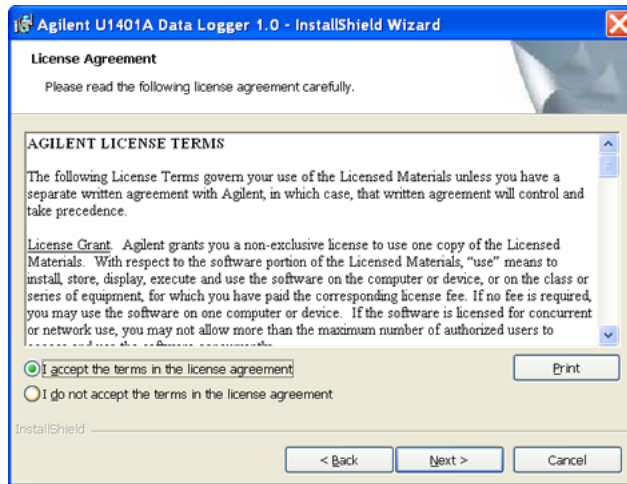 Agilent U1401A Data Logger 1.0 - InstallShield Wizard
License Agreement
Please read the following license agreement carefully.
AGILENT LICENSE TERMS
The following License Terms govern your use of the Licensed Materials unless you have a
separate written agreement with Agilent, in which case, that written agreement will control and
take precedence.
License Grant. Agilent grants you a non-exclusive license to use one copy of the Licensed
Materials. With respect to the software portion of the Licensed Materials, “use” means to
install, store, display, execute and use the software on the computer or device, or on the class or
series of equipment, for which you have paid the corresponding license fee. If no fee is required,
you may use the software on one computer or device. If the software is licensed for concurrent
or network use, you may not allow more than the maximum number of authorized users to
I accept the terms in the license agreement
Print
I do not accept the terms in the license agreement
InstallShield
< Back
Next >
Cancel